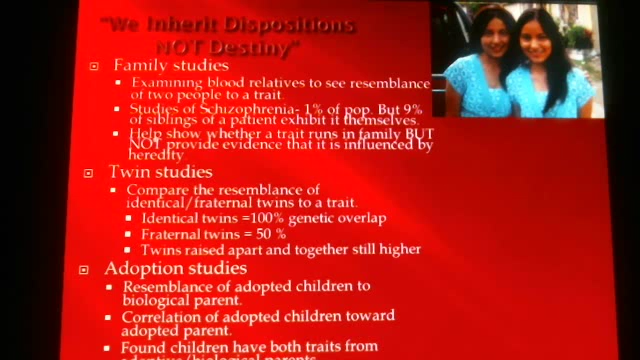 "We Inherit Dispositions
NOT Destiny"
Family studies
Examining blood relatives to see resemblance
of two people to a trait.
Studies of Schizophrenia- 1% of pop. But 9%
of siblings of a patient exhibit it themselves.
Help show whether a trait runs in family BUT
NOT provide evidence that it is influenced by
heredity
Twin studies
Compare the resemblance of
identical/fraternal twins to a trait.
Identical twins =100% genetic overlap
Fraternal twins = 50 %
Twins raised apart and together still higher
Adoption studies
Resemblance of adopted children to
biological parent.
Correlation of adopted children toward
adopted parent.
Found children have both traits from
adoptive/biological parents